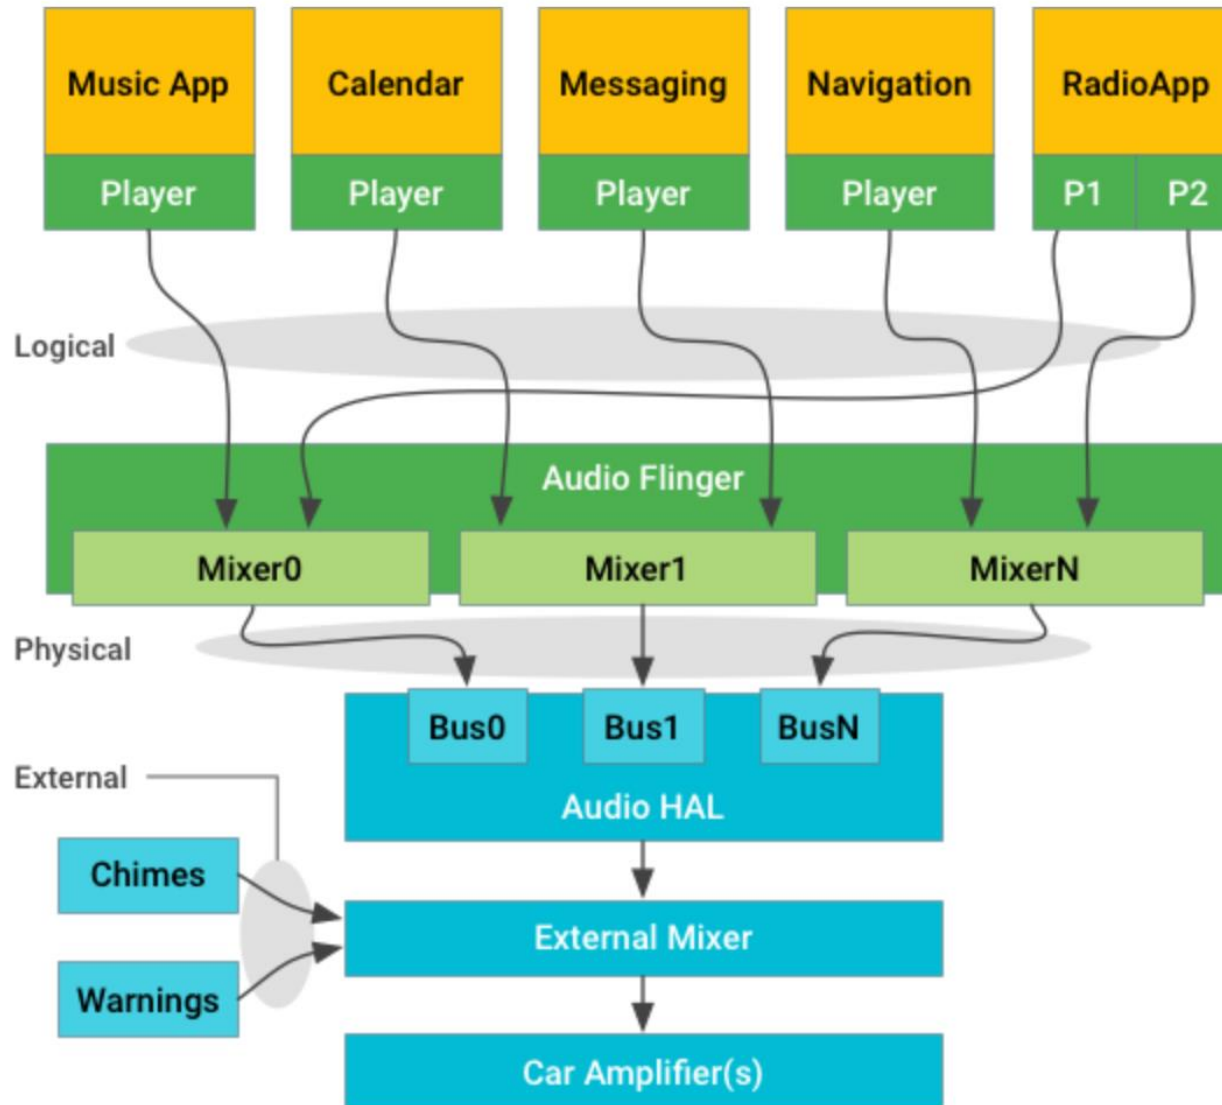 Music App
Calendar
Messaging
Navigation
RadioApp
Player
Player
Player
Player
P1
P2
Logical
Audio Flinger
Mixer0
Mixer1
MixerN
Physical
Bus0
Bus1
BusN
External
Audio HAL
Chimes
External Mixer
Warnings
Car Amplifier(s)